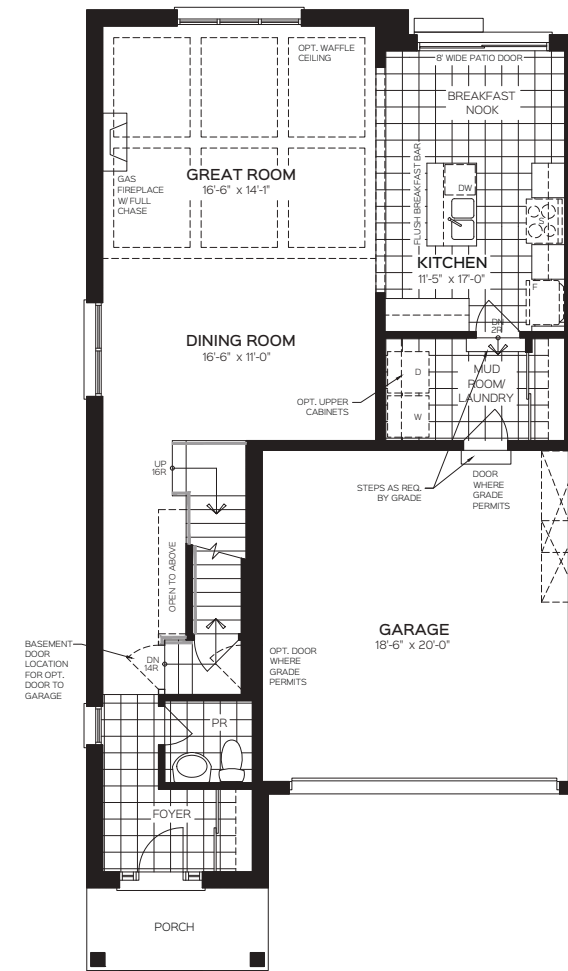 OPT. WAFFLE
CEILING
8' WIDE PATIO DOOR
BREAKFAST
NOOK
GAS
FIREPLACE
W/ FULL
CHASE
GREAT ROOM
16'-6" x 14'-1"
FLUSH BREAKFAST BAR
DW
S
KITCHEN
11'-5" x 17'-0"
F
DN
2R
DINING ROOM
16'-6" x 11'-0"
D
W
MUD
ROOM/
LAUNDRY
OPT. UPPER
CABINETS
UP
16R
STEPS AS REQ.
BY GRADE
DOOR
WHERE
GRADE
PERMITS
OPEN TO ABOVE
GARAGE
18'-6" x 20'-0"
BASEMENT
DOOR
LOCATION
FOR OPT.
DOOR TO
GARAGE
DN
14R
OPT. DOOR
WHERE
GRADE
PERMITS
PR
FOYER
PORCH